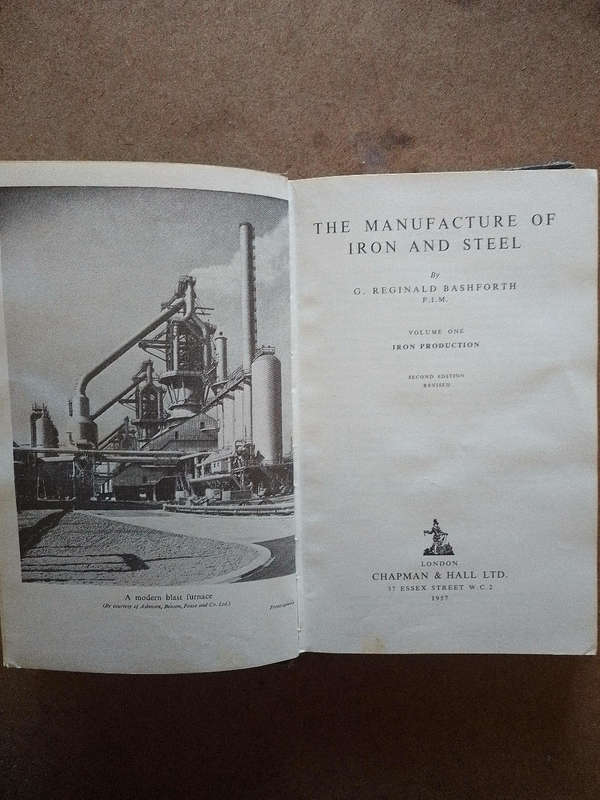 A modern blast furnace
(By courtesy of Ashmore, Benson, Pease and Co. Ltd.)
Frontispiece
THE MANUFACTURE OF
IRON AND STEEL
By
G. REGINALD BASHFORTH
F.I.M.
VOLUME ONE
IRON PRODUCTION
SECOND EDITION
REVISED
LONDON
CHAPMAN & HALL LTD.
37 ESSEX STREET W.C.2
1957